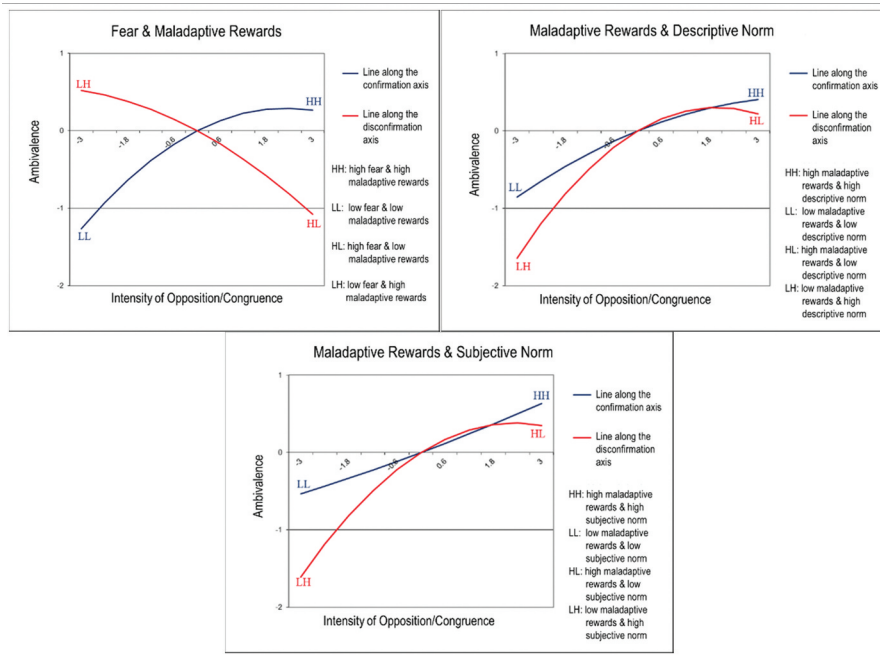 Fear & Maladaptive Rewards
1
0
-1
-2
Ambivalence
-3
-1.8
-0.6
0.6
1.8
3
LH
HH
LL
HL
Intensity of Opposition/Congruence
Line along the
confirmation axis
Line along the
disconfirmation
axis
HH: high fear & high
maladaptive rewards
LL: low fear & low
maladaptive rewards
HL: high fear & low
maladaptive rewards
LH: low fear & high
maladaptive rewards
Maladaptive Rewards & Descriptive Norm
1
0
-1
-2
Ambivalence
-3
-1.8
-0.6
0.6
1.8
3
HH
HL
LL
LH
Intensity of Opposition/Congruence
Line along the
confirmation axis
Line along the
disconfirmation
axis
HH: high maladaptive
rewards & high
descriptive norm
LL: low maladaptive
rewards & low
descriptive norm
HL: high maladaptive
rewards & low
descriptive norm
LH: low maladaptive
rewards & high
descriptive norm
Maladaptive Rewards & Subjective Norm
1
0
-1
-2
Ambivalence
-3
-1.8
-0.6
0.6
1.8
3
HH
HL
LL
LH
Intensity of Opposition/Congruence
Line along the
confirmation axis
Line along the
disconfirmation
axis
HH: high maladaptive
rewards & high
subjective norm
LL: low maladaptive
rewards & low
subjective norm
HL: high maladaptive
rewards & low
subjective norm
LH: low maladaptive
rewards & high
subjective norm